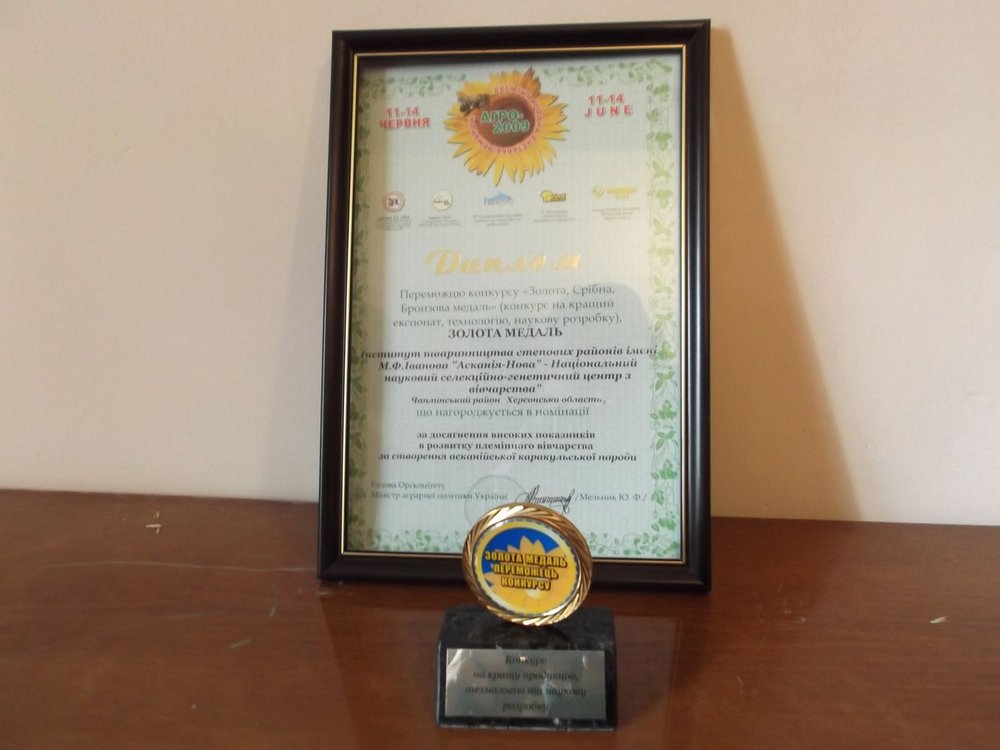 11-14
ЧЕРВНЯ
АГРО-
2009
11-14
JUNE
Диплом
Переможцю конкурсу «Золота, Срібна,
Бронзова медаль» (конкурс на кращий
експонат, технологію, наукову розробку),
ЗОЛОТА МЕДАЛЬ
Інститут тваринництва степових районів імені
М.Ф.Іванова "Асканія-Нова" - Національний
науковий селекційно-генетичний центр з
вівчарства"
Чаплинський район Херсонська область,
що нагороджується в номінації
за досягнення високих показників
в розвитку племінного вівчарства
за створення асканійської каракульської породи
Голова Оргкомітету
Міністр аграрної політики України /Мельник Ю. Ф./
ЗОЛОТА МЕДАЛЬ
ПЕРЕМОЖЕЦЬ
КОНКУРСУ
Конкурс
на кращу продукцію,
технологію та наукову
розробку